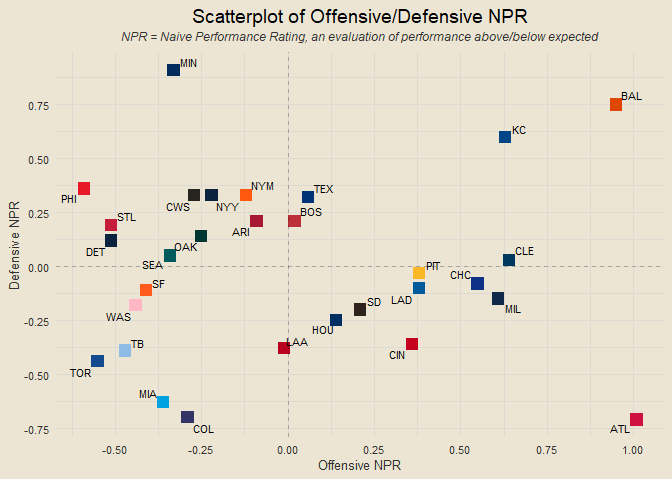 Scatterplot of Offensive/Defensive NPR
NPR = Naive Performance Rating, an evaluation of performance above/below expected
MIN
BAL
0.75
KC
0.50
PHI
NYM
TEX
CWS
NYY
0.25
STL
BOS
ARI
DET
OAK
CLE
SEA
PIT
0.00
CHC
SF
LAD
SD
MIL
WAS
HOU
-0.25
TB
LAA
CIN
TOR
-0.50
MIA
COL
ATL
-0.75
Defensive NPR
-0.50
-0.25
0.00
0.25
0.50
0.75
1.00
Offensive NPR